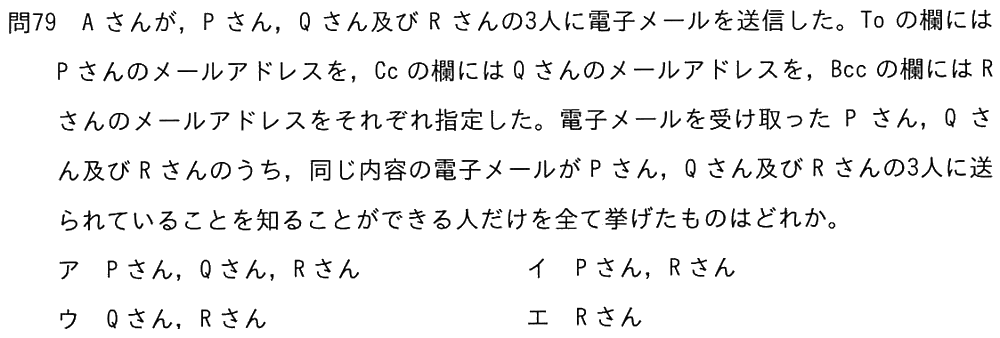 問79　A さんが，P さん，Q さん及び R さんの3人に電子メールを送信した。To の欄には
P さんのメールアドレスを，Cc の欄には Q さんのメールアドレスを，Bcc の欄には R
さんのメールアドレスをそれぞれ指定した。電子メールを受け取った P さん，Q さ
ん及び R さんのうち，同じ内容の電子メールが P さん，Q さん及び R さんの3人に送
られていることを知ることができる人だけを全て挙げたものはどれか。
ア　P さん，Q さん，R さん　　イ　P さん，R さん
ウ　Q さん，R さん　　エ　R さん